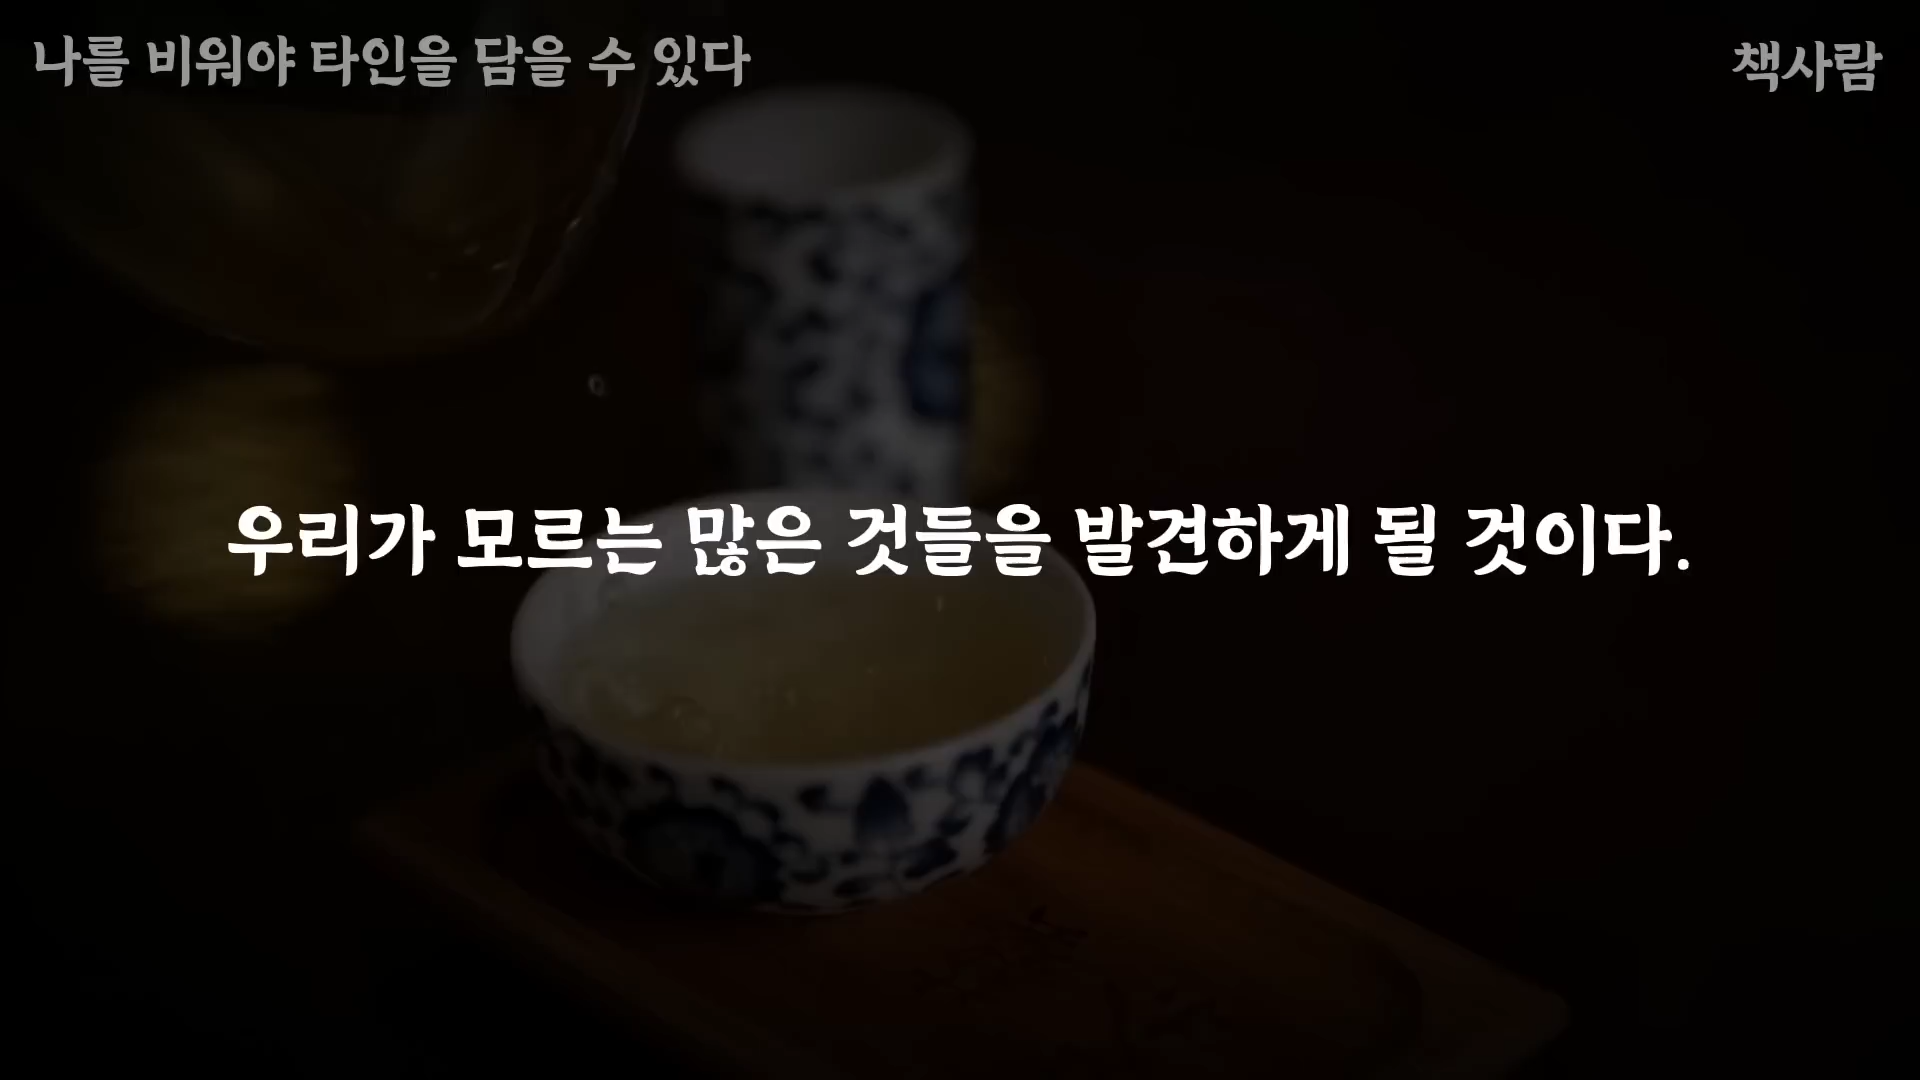 나를 비워야 타인을 담을 수 있다
책사람
우리가 모르는 많은 것들을 발견하게 될 것이다.